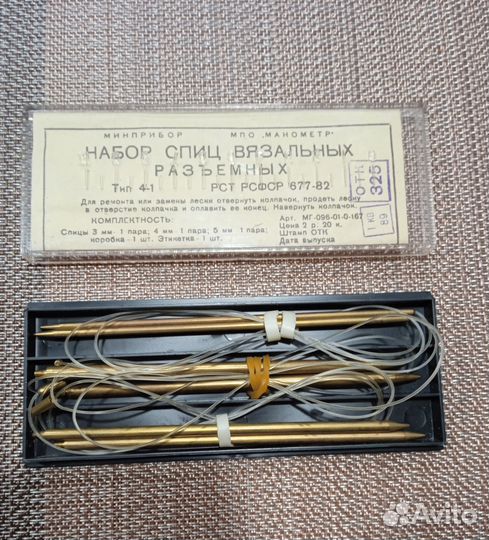 МИНПРИБОР МПО „МАНОМЕТР"
НАБОР СПИЦ ВЯЗАЛЬНЫХ
РАЗЪЕМНЫХ
Тип 4-1 РСТ РСФСР 677-82
Для ремонта или замены лески отвернуть колпачок, продеть леску
в отверстие колпачка и оплавить ее конец. Навернуть колпачок.
КОМПЛЕКТНОСТЬ: Арт. МГ-096-01-0-167
Спицы 3 мм - 1 пара; 4 мм 1 пара; 5 мм 1 пара; Цена 2 р. 20 к.
коробка - 1 шт. Этикетка - 1 шт. Штамп ОТК
Дата выпуска
ОТК
325
1 КВ
89
Avito